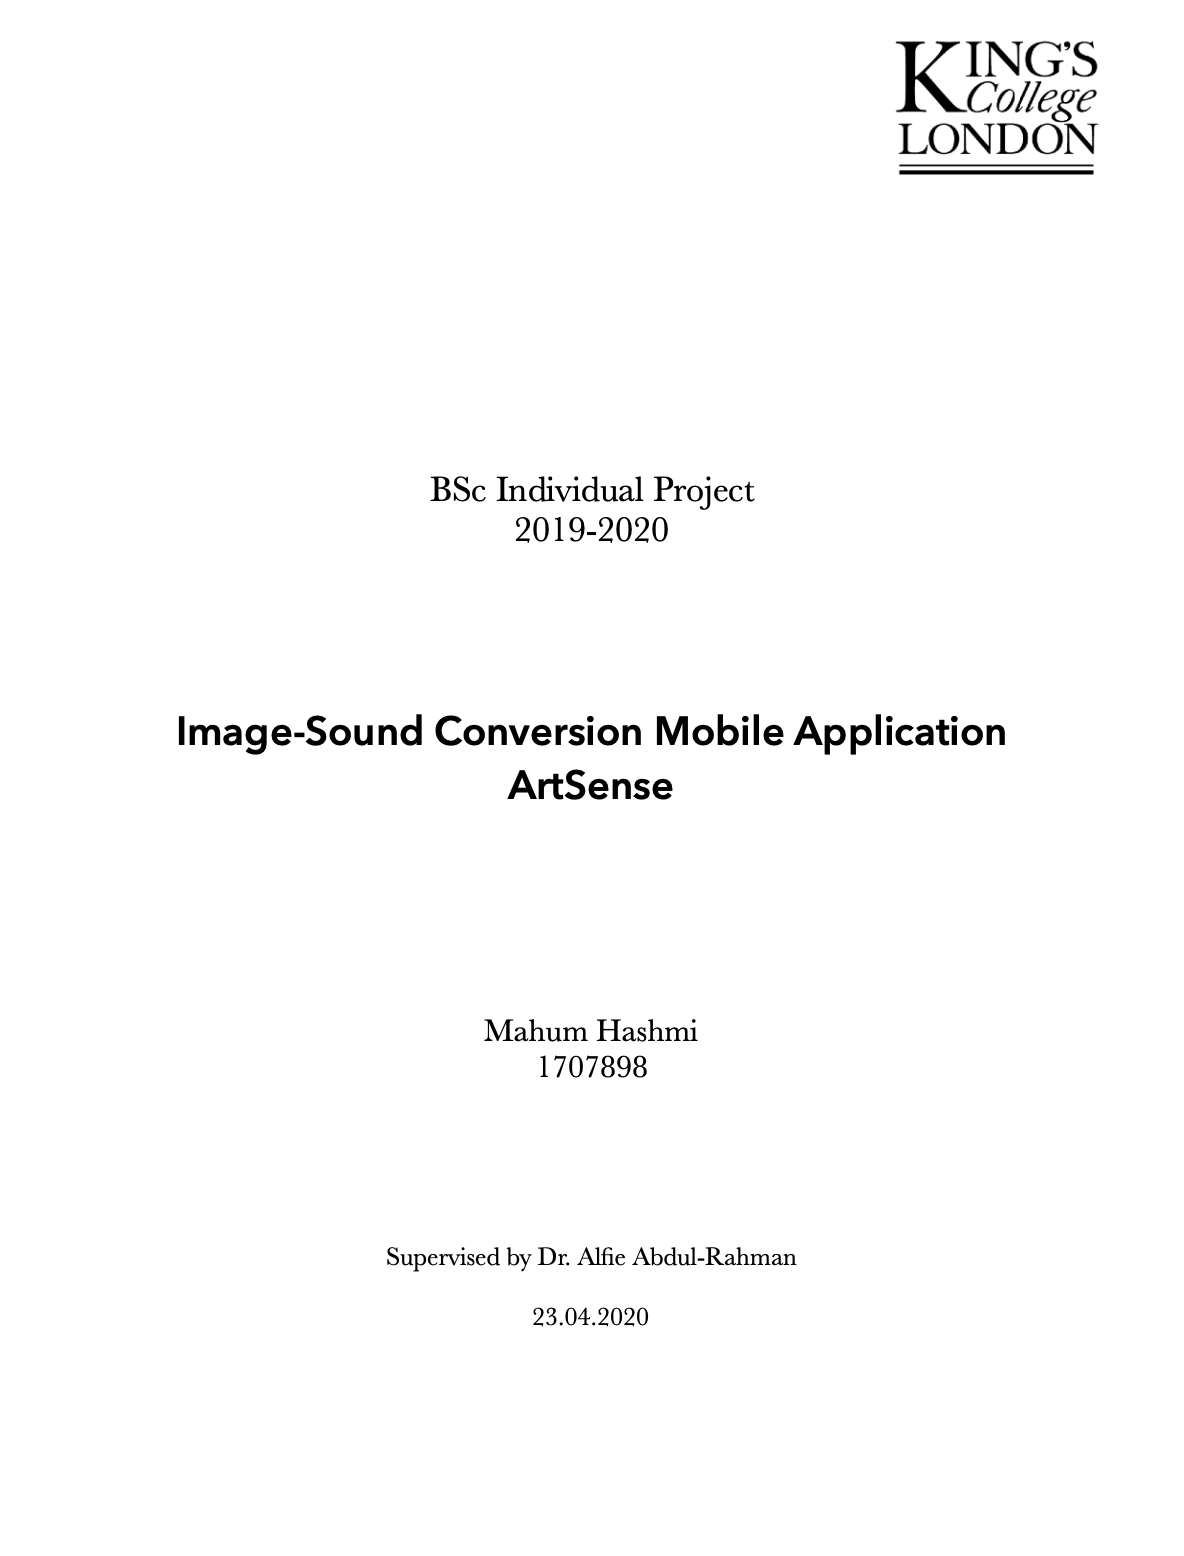 KING'S
College
LONDON
BSc Individual Project
2019-2020
Image-Sound Conversion Mobile Application
ArtSense
Mahum Hashmi
1707898
Supervised by Dr. Alfie Abdul-Rahman
23.04.2020